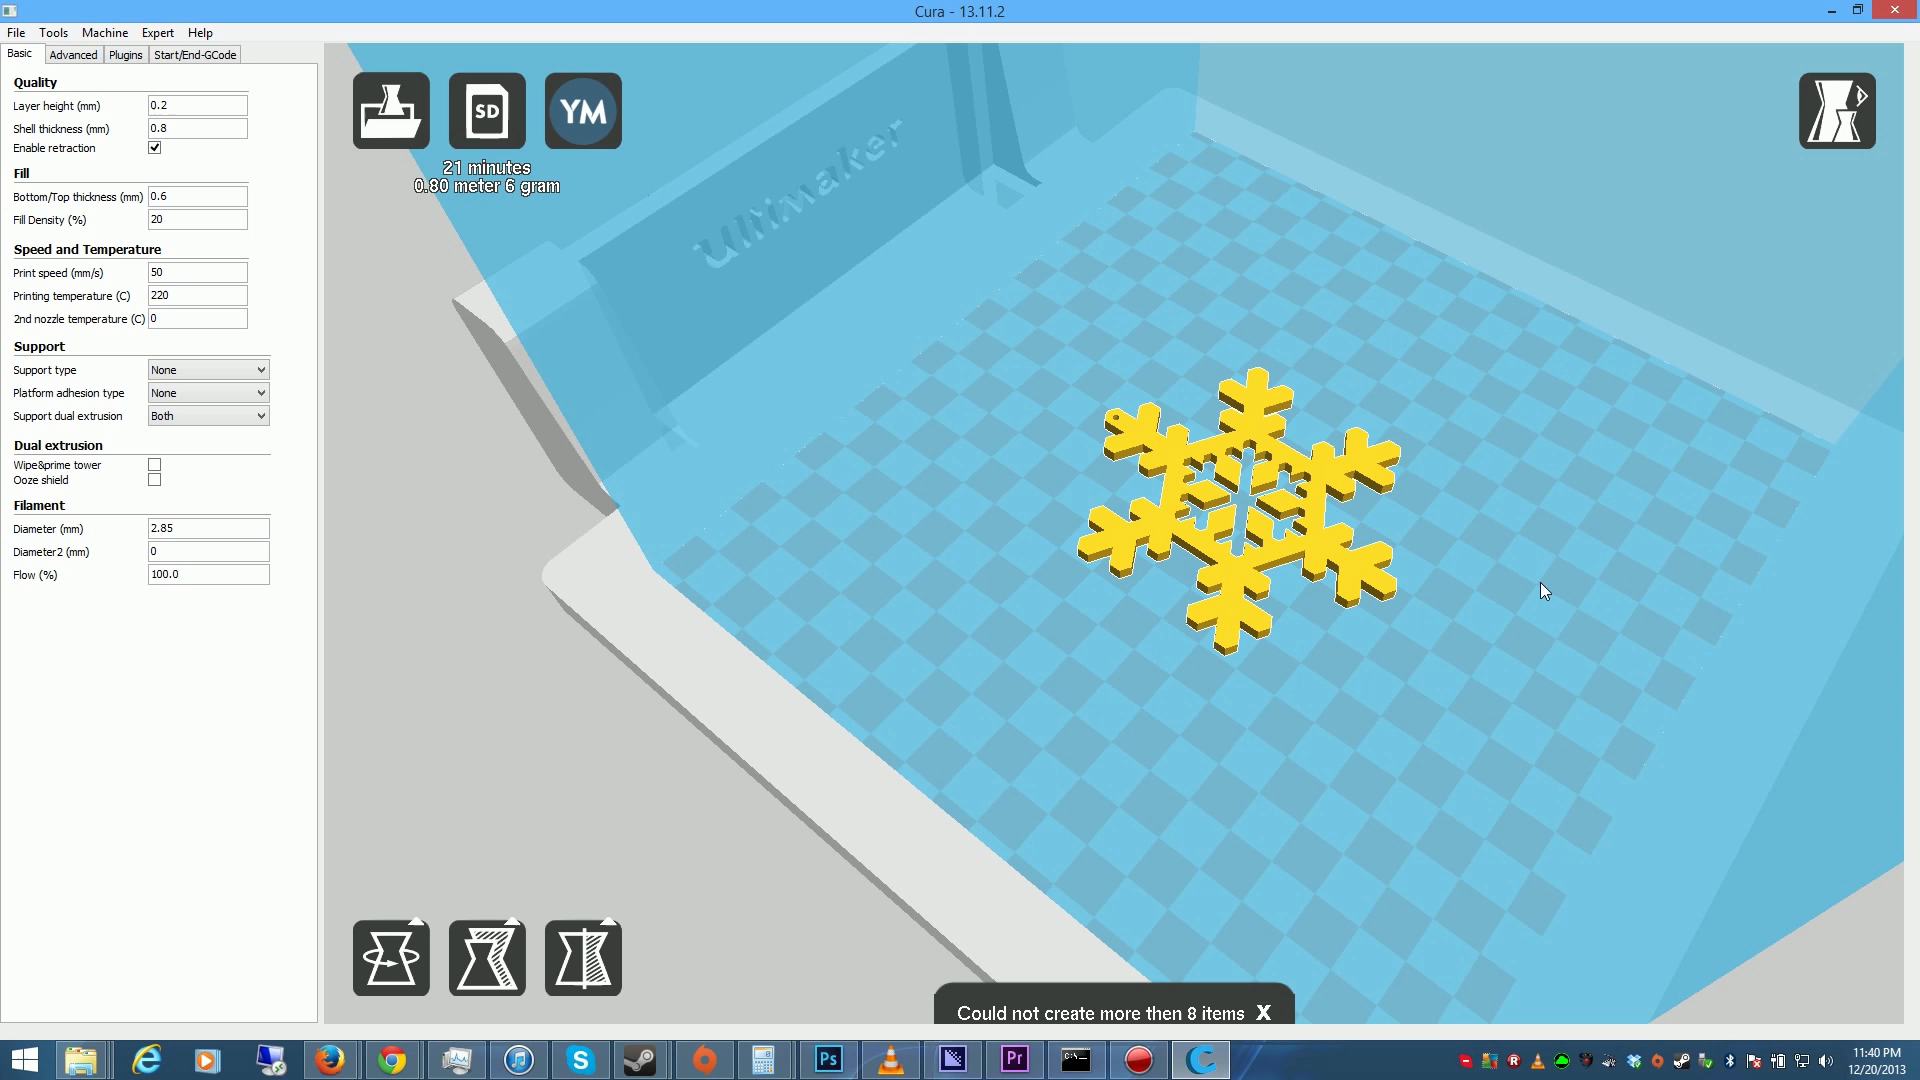 Cura - 13.11.2
File Tools Machine Expert Help
Basic Advanced Plugins Start/End-GCode
Quality
Layer height (mm) 0.2
Shell thickness (mm) 0.8
Enable retraction
Fill
Bottom/Top thickness (mm) 0.6
Fill Density (%) 20
Speed and Temperature
Print speed (mm/s) 50
Printing temperature (C) 220
2nd nozzle temperature (C) 0
Support
Support type None
Platform adhesion type None
Support dual extrusion Both
Dual extrusion
Wipe&prime tower
Ooze shield
Filament
Diameter (mm) 2.85
Diameter2 (mm) 0
Flow (%) 100.0
SD YM
21 minutes
0.80 meter 6 gram
ultimaker
Could not create more then 8 items X
Ps Pr
11:40 PM
12/20/2013